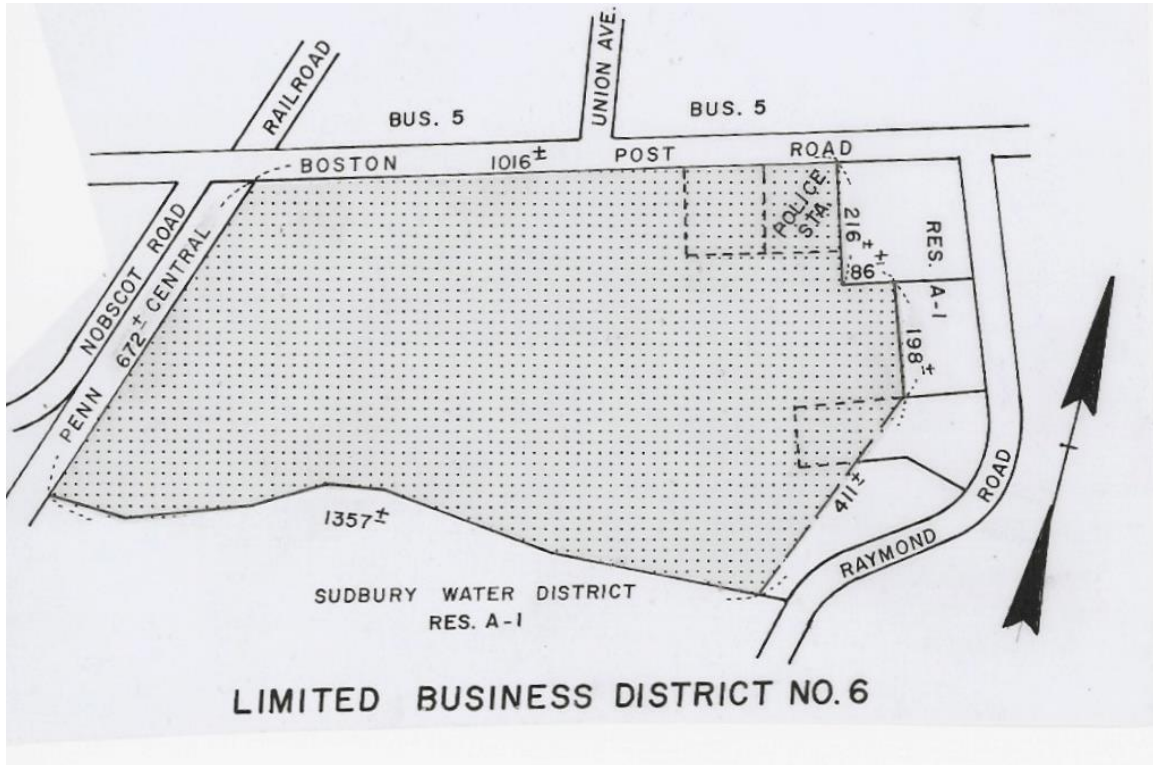 RAILROAD
BUS. 5
UNION AVE.
BUS. 5
BOSTON 1016± POST ROAD
NOBSCOT ROAD
PENN 672± CENTRAL
POLICE
STA.
216±
86±
RES. A-1
198±
411±
RAYMOND ROAD
1357±
SUDBURY WATER DISTRICT
RES. A-1
LIMITED BUSINESS DISTRICT NO. 6